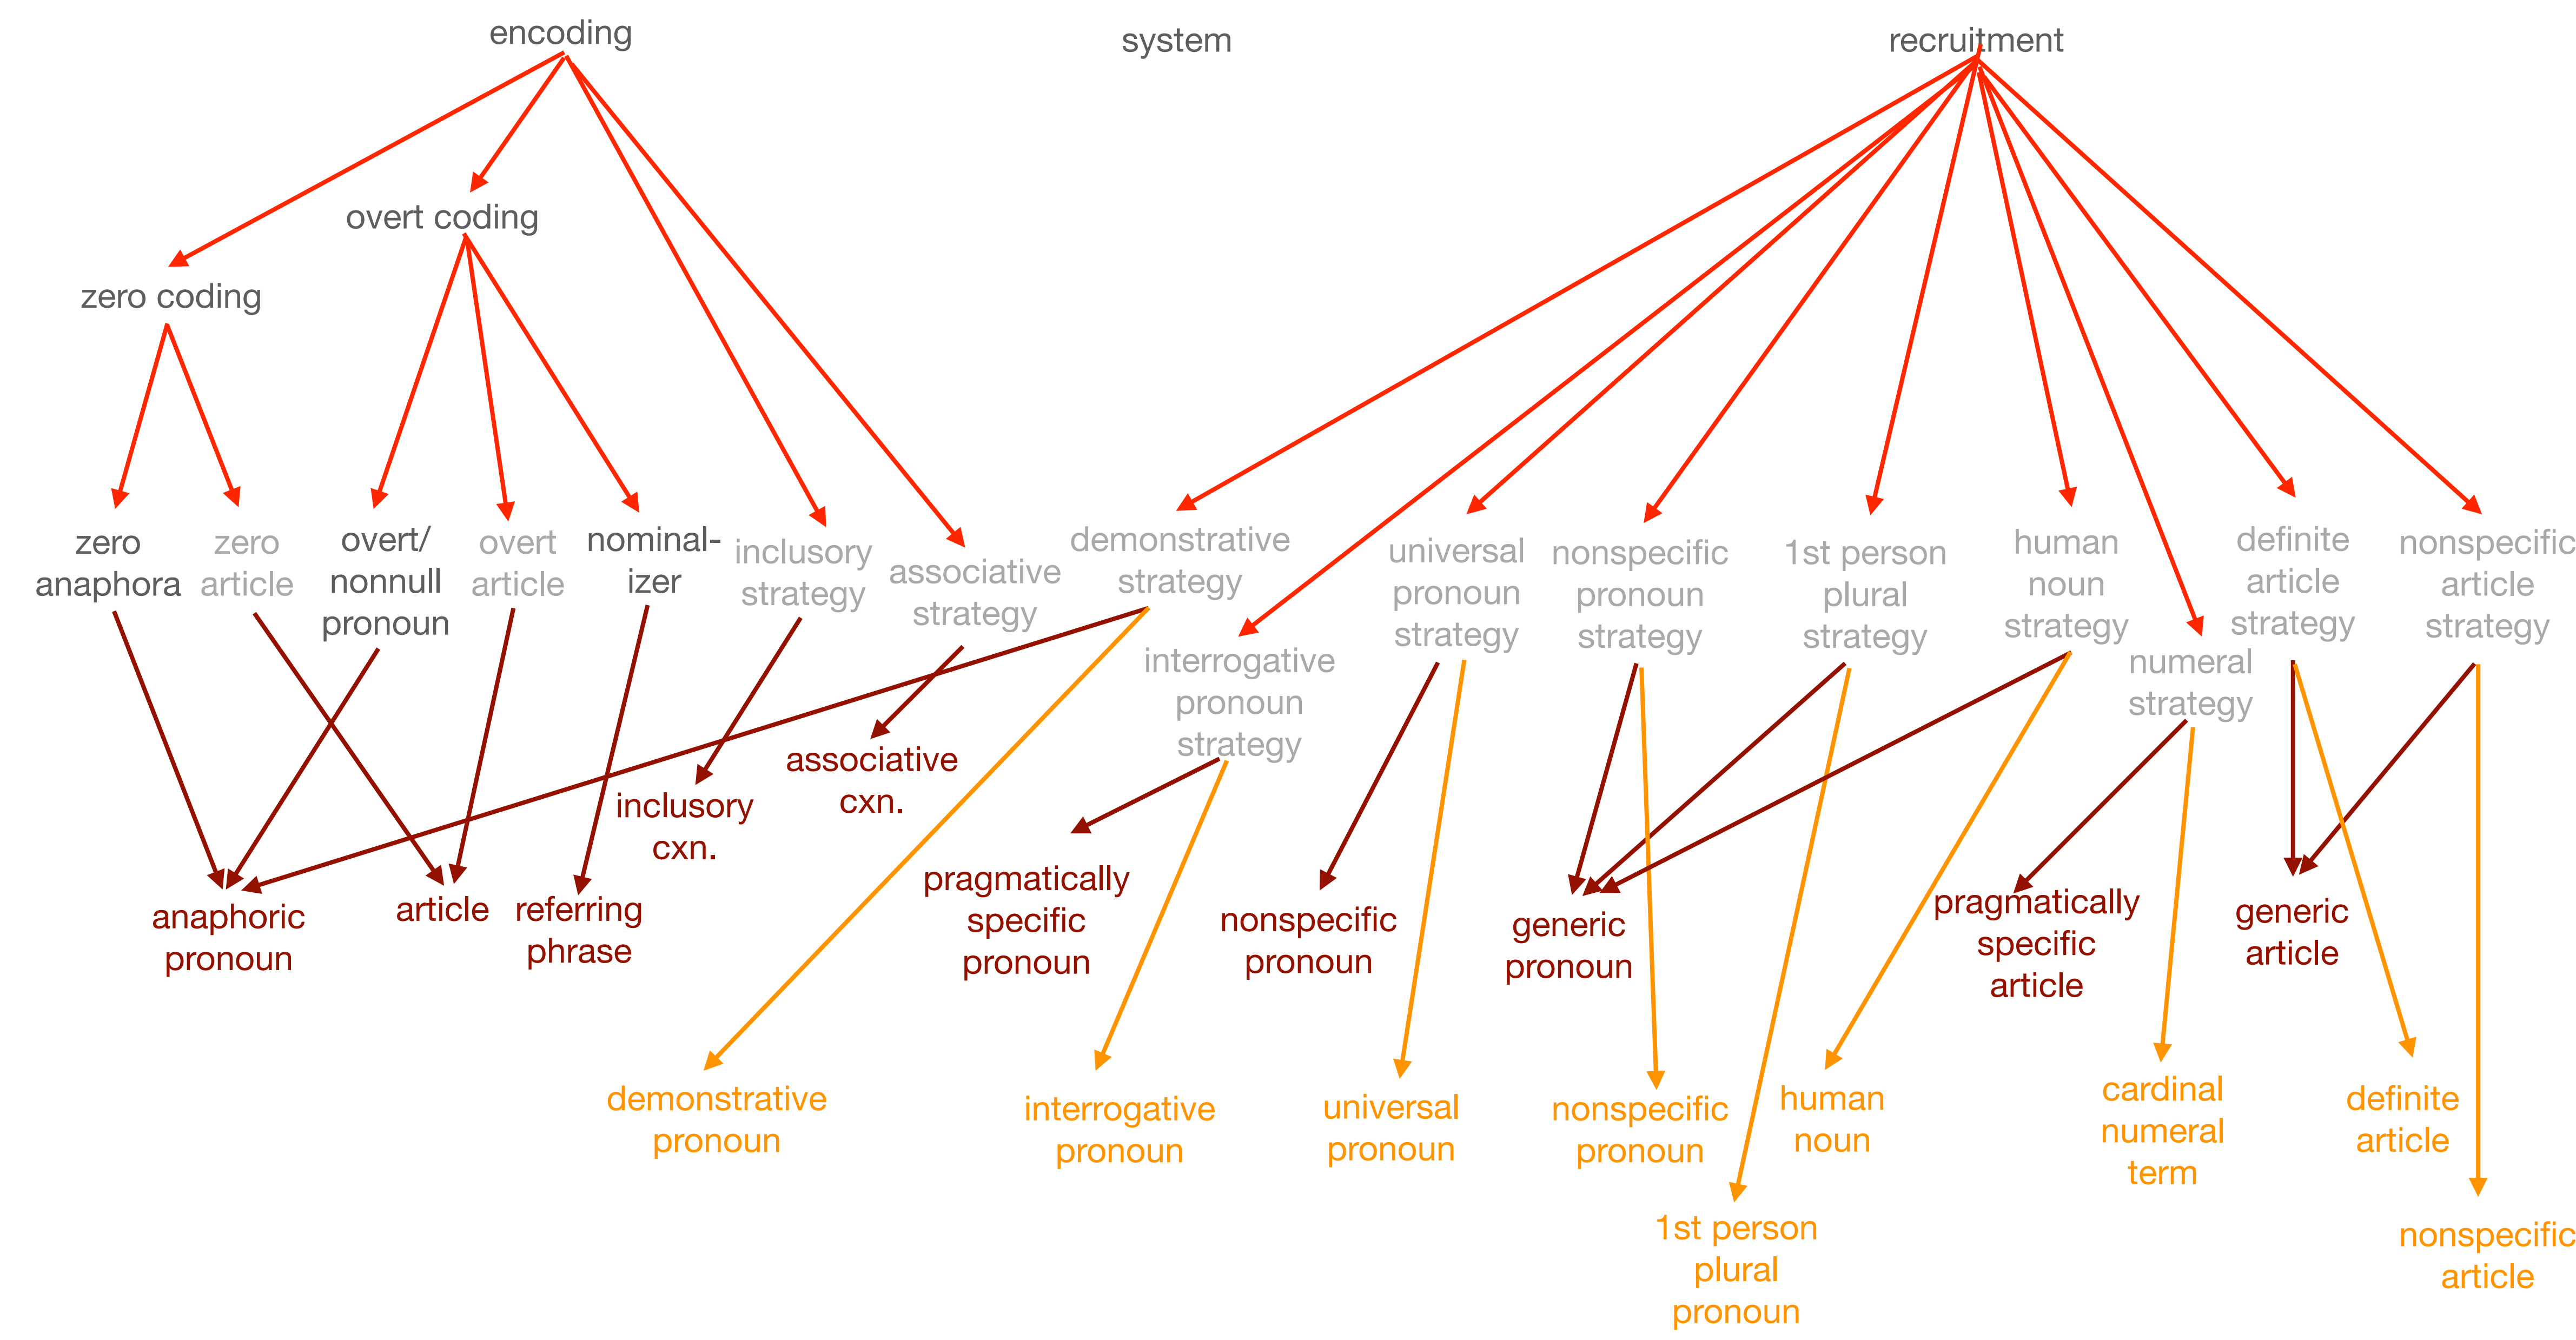 encoding
system
recruitment
overt coding
zero coding
zero
anaphora
zero
article
overt/
nonnull
pronoun
overt
article
nominal-
izer
inclusory
strategy
associative
strategy
demonstrative
strategy
interrogative
pronoun
strategy
universal
pronoun
strategy
nonspecific
pronoun
strategy
1st person
plural
strategy
human
noun
strategy
numeral
strategy
definite
article
strategy
nonspecific
article
strategy
anaphoric
pronoun
article
referring
phrase
inclusory
cxn.
associative
cxn.
pragmatically
specific
pronoun
nonspecific
pronoun
generic
pronoun
pragmatically
specific
article
generic
article
demonstrative
pronoun
interrogative
pronoun
universal
pronoun
nonspecific
pronoun
1st person
plural
pronoun
human
noun
cardinal
numeral
term
definite
article
nonspecific
article